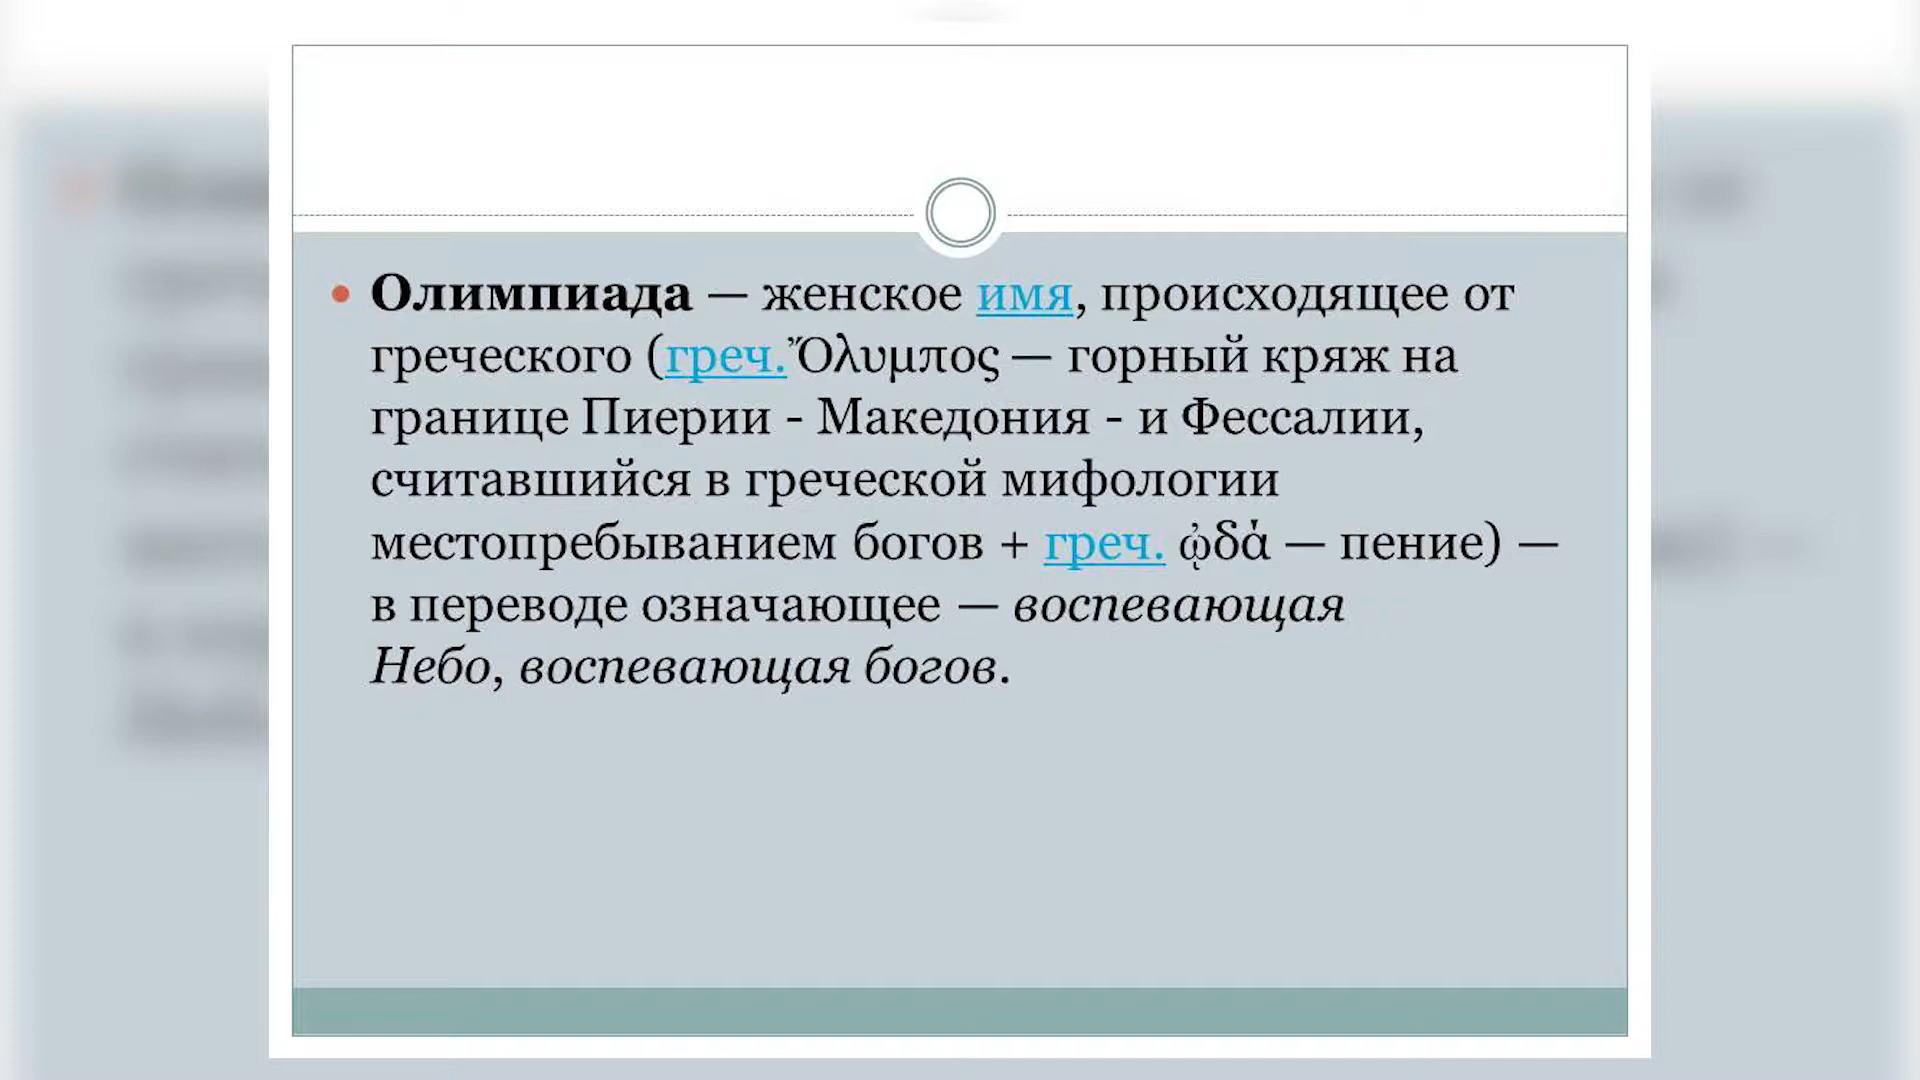 Олимпиада — женское имя, происходящее от
греческого (греч. Ὄλυμπος — горный кряж на
границе Пиерии - Македония - и Фессалии,
считавшийся в греческой мифологии
местопребыванием богов + греч. ᾠδά — пение) —
в переводе означающее — воспевающая
Небо, воспевающая богов.